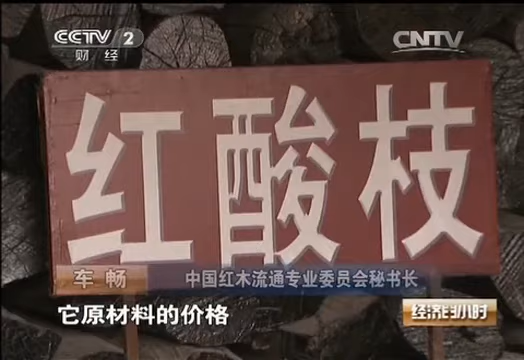 CCTV 2
财经
CNTV
红酸枝
车畅
中国红木流通专业委员会秘书长
它原材料的价格
经济半小时